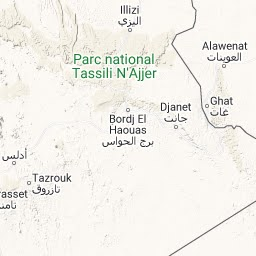 Illizi
اليزي
Parc national
Tassili N'Ajjer
Alawenat
العوينات
Djanet
جانت
Ghat
غات
Bordj El
Haouas
برج الحواس
أدلس
Tazrouk
تازروق
rasset
تامن